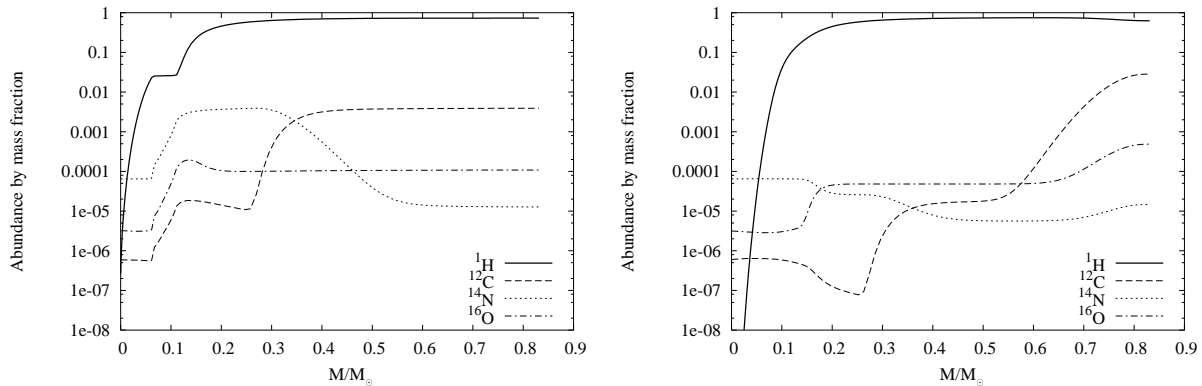 Abundance by mass fraction
1
0.1
0.01
0.001
0.0001
1e-05
1e-06
1e-07
1e-08
0 0.1 0.2 0.3 0.4 0.5 0.6 0.7 0.8 0.9
M/M☉
¹H
¹²C
¹⁴N
¹⁶O
Abundance by mass fraction
1
0.1
0.01
0.001
0.0001
1e-05
1e-06
1e-07
1e-08
0 0.1 0.2 0.3 0.4 0.5 0.6 0.7 0.8 0.9
M/M☉
¹H
¹²C
¹⁴N
¹⁶O